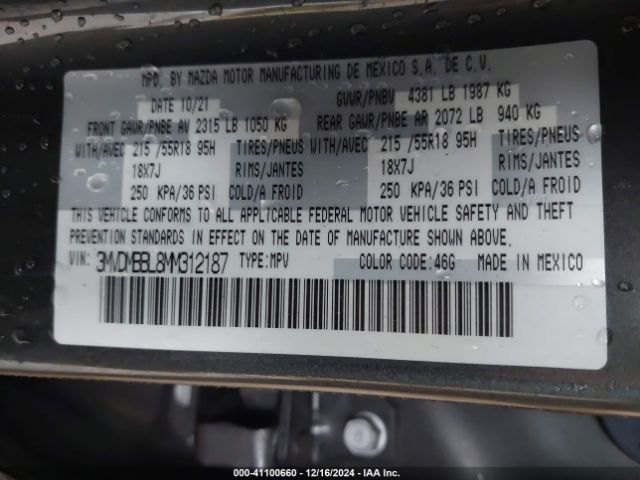 MFD. BY MAZDA MOTOR MANUFACTURING DE MEXICO S.A. DE C.V.
DATE 10/21 GVWR/PNBV 4381 LB 1987 KG
FRONT GAWR/PNBE AV 2315 LB 1050 KG REAR GAWR/PNBE AR 2072 LB 940 KG
WITH/AVEC 215 /55R18 95H TIRES/PNEUS WITH/AVEC 215 /55R18 95H TIRES/PNEUS
18X7J RIMS/JANTES 18X7J RIMS/JANTES
250 KPA/36 PSI COLD/A FROID 250 KPA/36 PSI COLD/A FROID
THIS VEHICLE CONFORMS TO ALL APPLICABLE FEDERAL MOTOR VEHICLE SAFETY AND THEFT
PREVENTION STANDARDS IN EFFECT ON THE DATE OF MANUFACTURE SHOWN ABOVE.
VIN: 3MVDMBBL8MM312187 TYPE:MPV COLOR CODE:46G MADE IN MEXICO
000-41100660 - 12/16/2024 - IAA Inc.